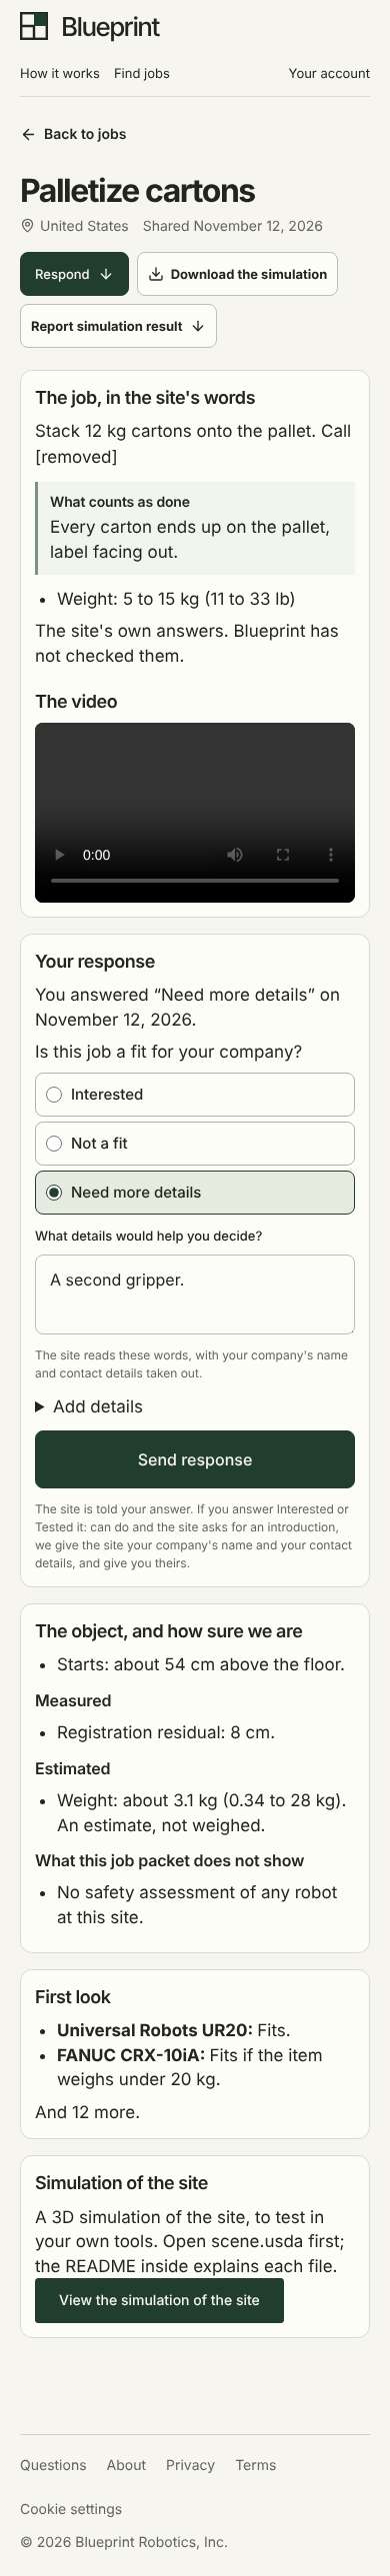 Blueprint
How it works Find jobs Your account
Back to jobs
Palletize cartons
United States Shared November 12, 2026
Respond Download the simulation
Report simulation result
The job, in the site's words
Stack 12 kg cartons onto the pallet. Call
[removed]
What counts as done
Every carton ends up on the pallet,
label facing out.
• Weight: 5 to 15 kg (11 to 33 lb)
The site's own answers. Blueprint has
not checked them.
The video
0:00
Your response
You answered “Need more details” on
November 12, 2026.
Is this job a fit for your company?
Interested
Not a fit
Need more details
What details would help you decide?
A second gripper.
The site reads these words, with your company's name
and contact details taken out.
Add details
Send response
The site is told your answer. If you answer Interested or
Tested it: can do and the site asks for an introduction,
we give the site your company's name and your contact
details, and give you theirs.
The object, and how sure we are
• Starts: about 54 cm above the floor.
Measured
• Registration residual: 8 cm.
Estimated
• Weight: about 3.1 kg (0.34 to 28 kg).
An estimate, not weighed.
What this job packet does not show
• No safety assessment of any robot
at this site.
First look
• Universal Robots UR20: Fits.
• FANUC CRX-10iA: Fits if the item
weighs under 20 kg.
And 12 more.
Simulation of the site
A 3D simulation of the site, to test in
your own tools. Open scene.usda first;
the README inside explains each file.
View the simulation of the site
Questions About Privacy Terms
Cookie settings
© 2026 Blueprint Robotics, Inc.